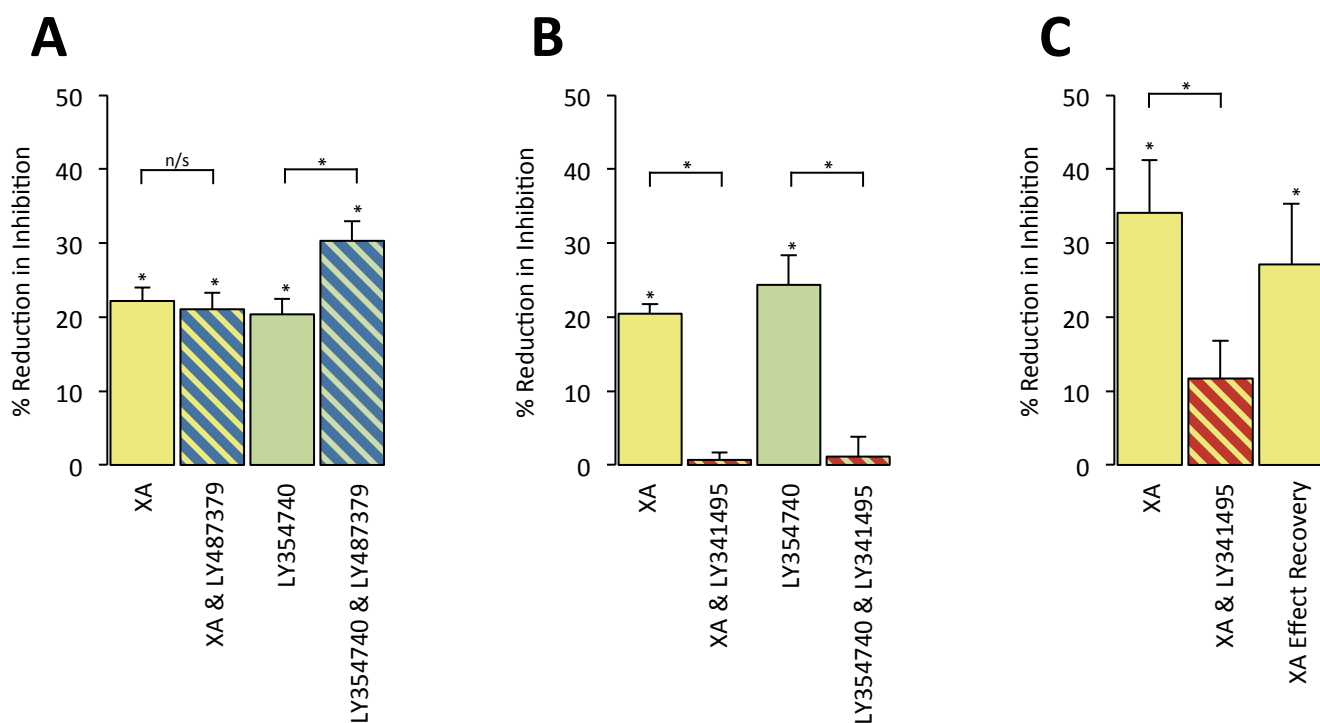 A
% Reduction in Inhibition
50
40
30
20
10
0
n/s
*
*
*
*
*
XA
XA & LY487379
LY354740
LY354740 & LY487379
B
% Reduction in Inhibition
50
40
30
20
10
0
*
*
*
*
XA
XA & LY341495
LY354740
LY354740 & LY341495
C
% Reduction in Inhibition
50
40
30
20
10
0
*
*
*
XA
XA & LY341495
XA Effect Recovery